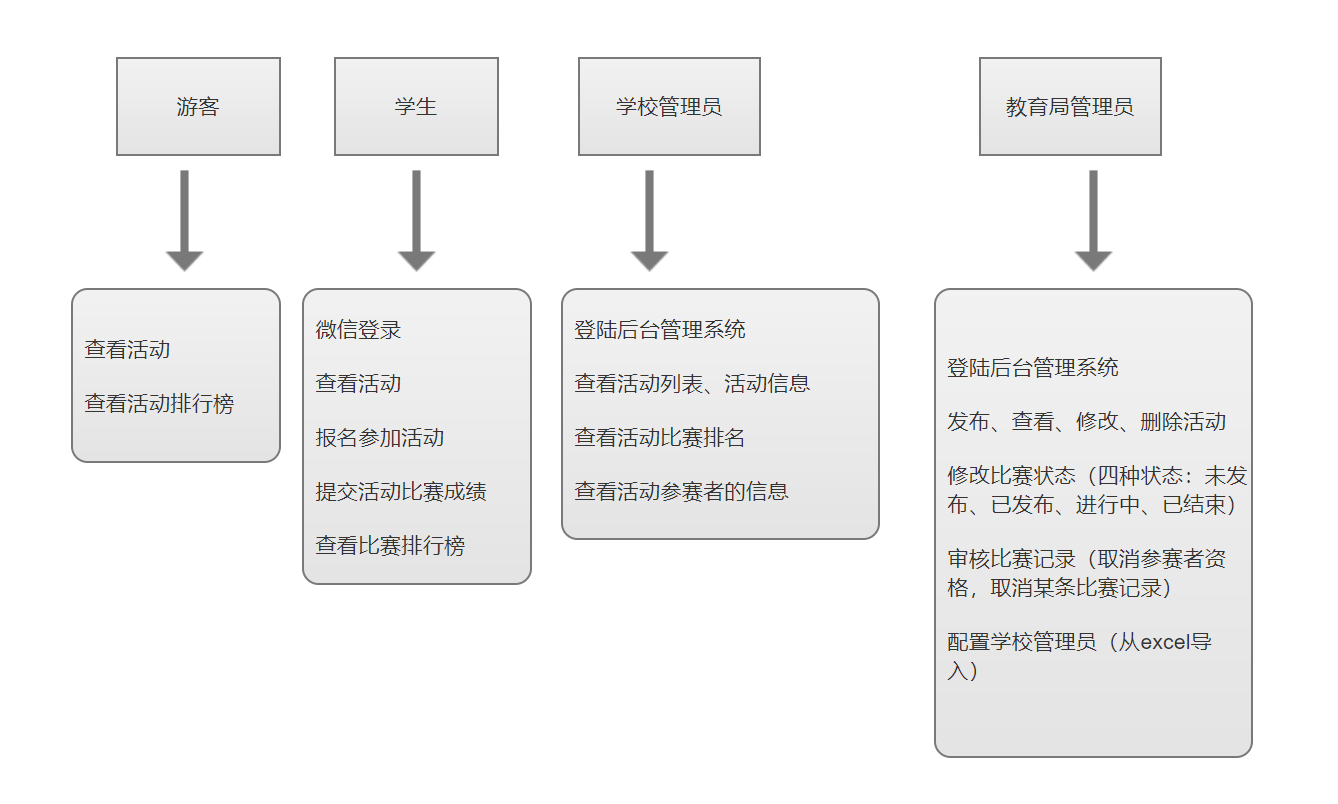 游客
学生
学校管理员
教育局管理员
查看活动
查看活动排行榜
微信登录
查看活动
报名参加活动
提交活动比赛成绩
查看比赛排行榜
登陆后台管理系统
查看活动列表、活动信息
查看活动比赛排名
查看活动参赛者的信息
登陆后台管理系统
发布、查看、修改、删除活动
修改比赛状态（四种状态：未发
布、已发布、进行中、已结束）
审核比赛记录（取消参赛者资
格，取消某条比赛记录）
配置学校管理员（从excel导
入）